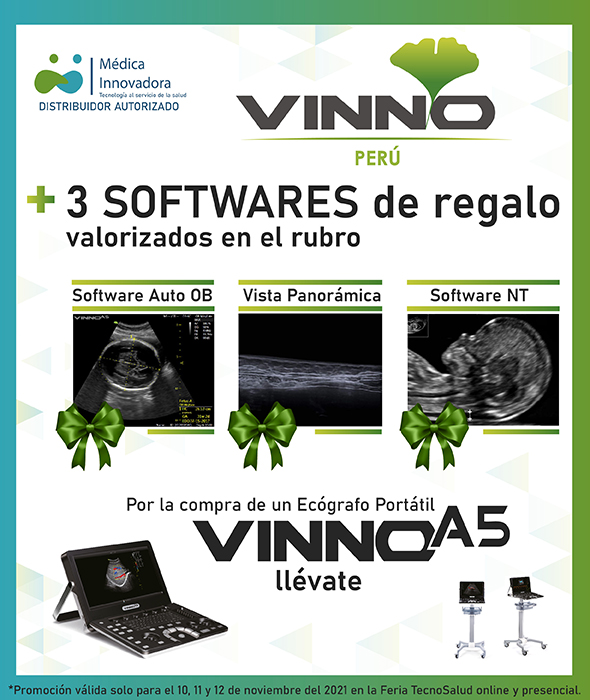 Médica
Innovadora
Tecnología al servicio de la salud
DISTRIBUIDOR AUTORIZADO
VINNO
PERÚ
+ 3 SOFTWARES de regalo
valorizados en el rubro
Software Auto OB
Vista Panorámica
Software NT
VINNO A5
Por la compra de un Ecógrafo Portátil
VINNO A5
llévate
*Promoción válida solo para el 10, 11 y 12 de noviembre del 2021 en la Feria TecnoSalud online y presencial.